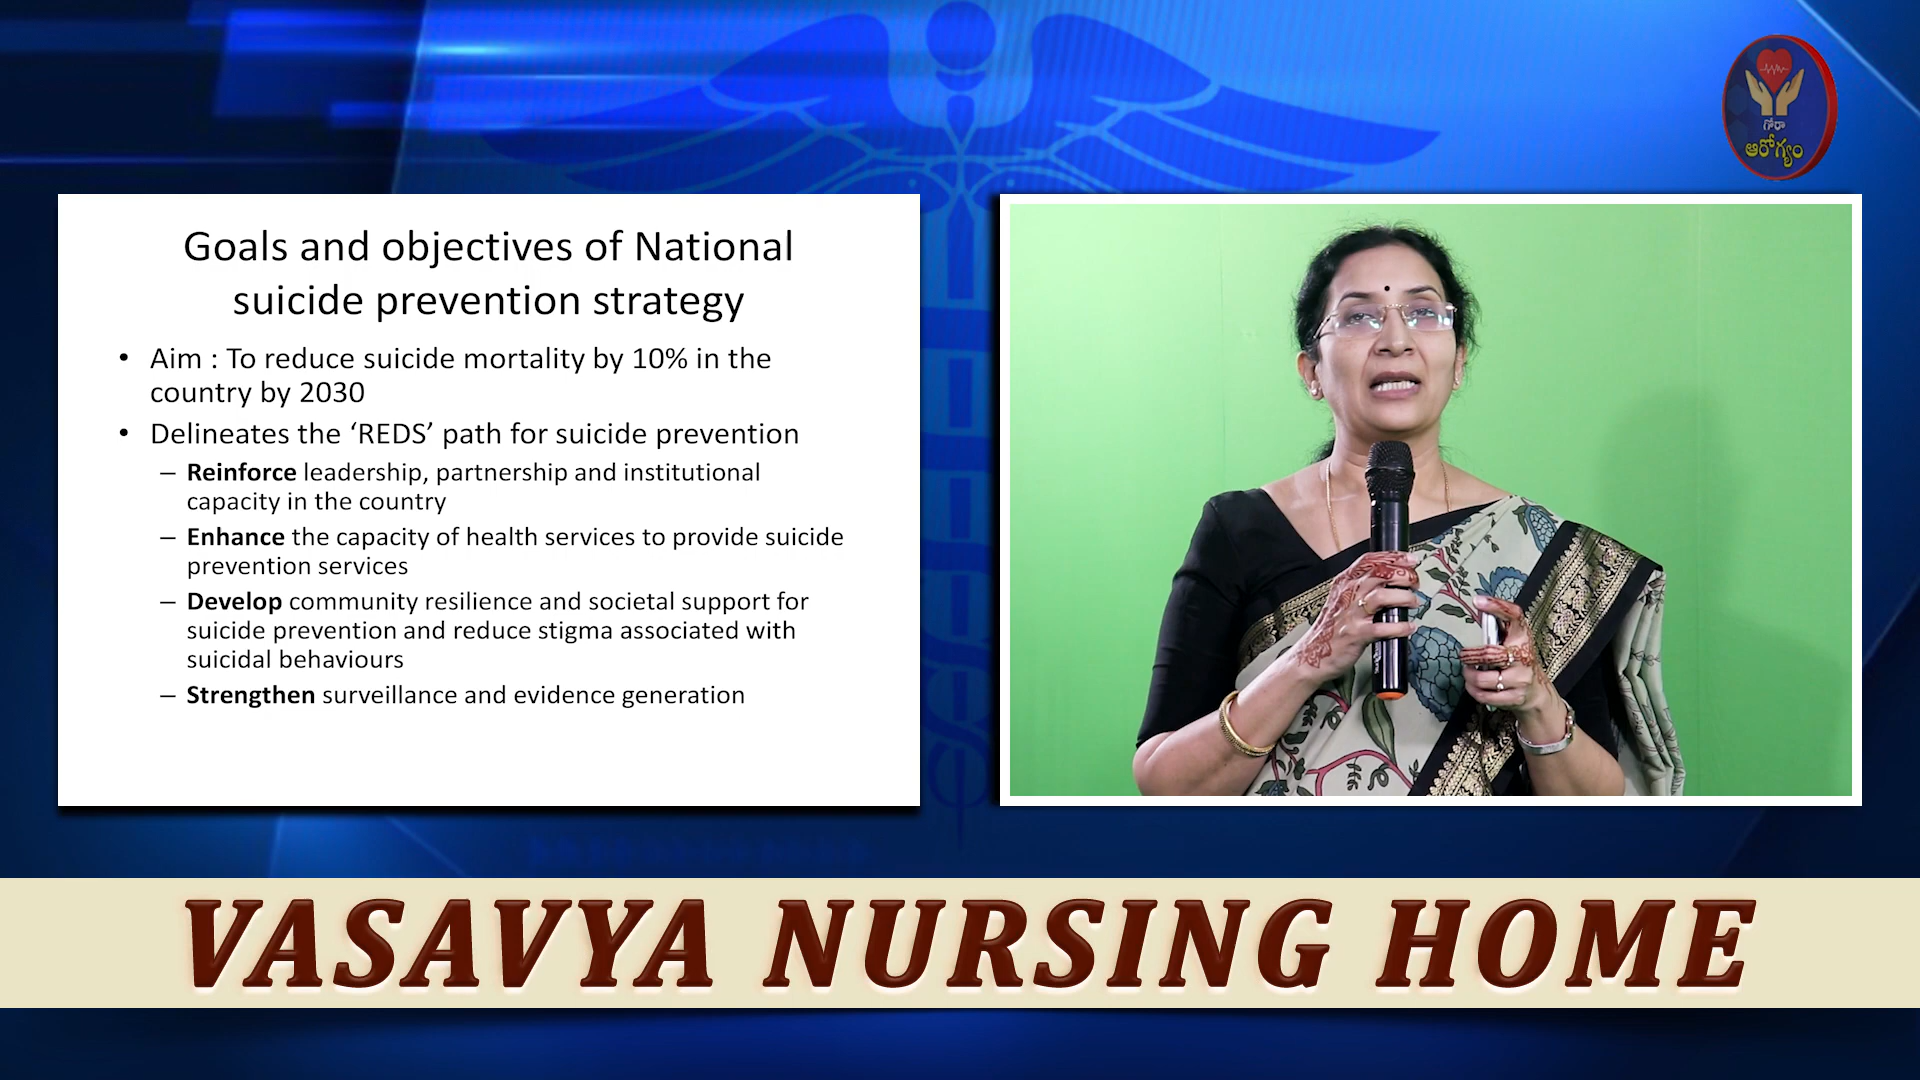 గోరా
ఆరోగ్యం
Goals and objectives of National
suicide prevention strategy
• Aim : To reduce suicide mortality by 10% in the
country by 2030
• Delineates the ‘REDS’ path for suicide prevention
– Reinforce leadership, partnership and institutional
capacity in the country
– Enhance the capacity of health services to provide suicide
prevention services
– Develop community resilience and societal support for
suicide prevention and reduce stigma associated with
suicidal behaviours
– Strengthen surveillance and evidence generation
VASAVYA NURSING HOME